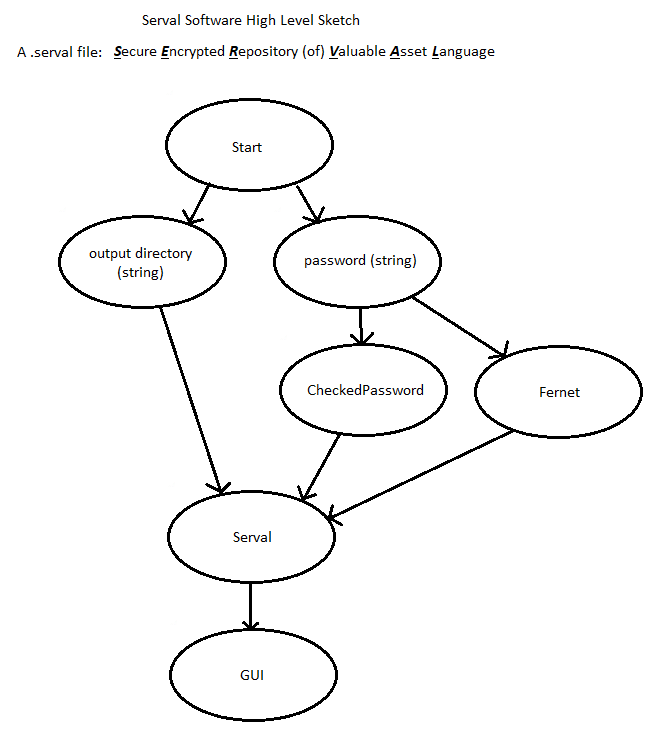 Serval Software High Level Sketch
A .serval file: Secure Encrypted Repository (of) Valuable Asset Language
Start
output directory
(string)
password (string)
CheckedPassword
Fernet
Serval
GUI